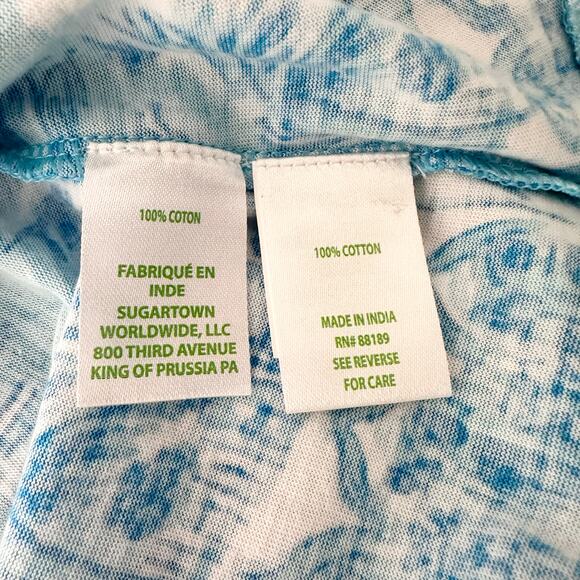 100% COTON
FABRIQUÉ EN
INDE
SUGARTOWN
WORLDWIDE, LLC
800 THIRD AVENUE
KING OF PRUSSIA PA
100% COTTON
MADE IN INDIA
RN# 88189
SEE REVERSE
FOR CARE